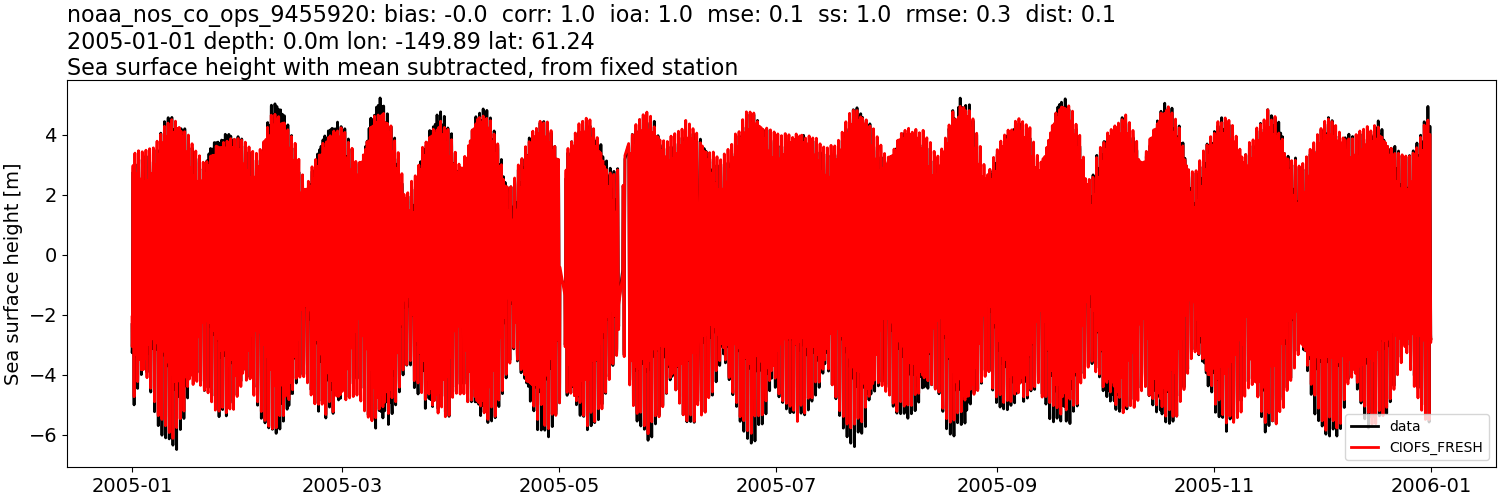 noaa_nos_co_ops_9455920: bias: -0.0  corr: 1.0  ioa: 1.0  mse: 0.1  ss: 1.0  rmse: 0.3  dist: 0.1
2005-01-01 depth: 0.0m lon: -149.89 lat: 61.24
Sea surface height with mean subtracted, from fixed station
Sea surface height [m]
4
2
0
−2
−4
−6
data
CIOFS_FRESH
2005-01
2005-03
2005-05
2005-07
2005-09
2005-11
2006-01